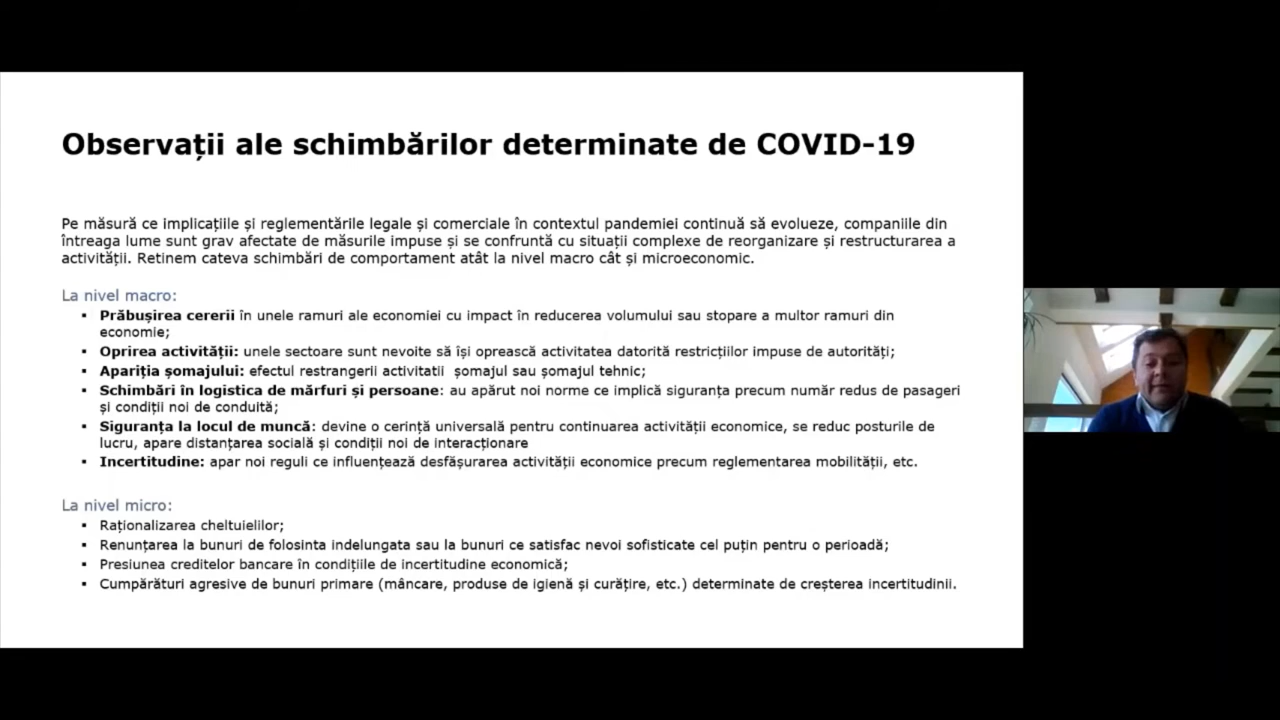 Observații ale schimbărilor determinate de COVID-19
Pe măsură ce implicațiile și reglementările legale și comerciale în contextul pandemiei continuă să evolueze, companiile din
întreaga lume sunt grav afectate de măsurile impuse și se confruntă cu situații complexe de reorganizare și restructurarea a
activității. Retinem cateva schimbări de comportament atât la nivel macro cât și microeconomic.
La nivel macro:
▪ Prăbușirea cererii în unele ramuri ale economiei cu impact în reducerea volumului sau stopare a multor ramuri din
economie;
▪ Oprirea activității: unele sectoare sunt nevoite să își oprească activitatea datorită restricțiilor impuse de autorități;
▪ Apariția șomajului: efectul restrangerii activitatii șomajul sau șomajul tehnic;
▪ Schimbări în logistica de mărfuri și persoane: au apărut noi norme ce implică siguranța precum număr redus de pasageri
și condiții noi de conduită;
▪ Siguranța la locul de muncă: devine o cerință universală pentru continuarea activității economice, se reduc posturile de
lucru, apare distanțarea socială și condiții noi de interacționare
▪ Incertitudine: apar noi reguli ce influențează desfășurarea activității economice precum reglementarea mobilității, etc.
La nivel micro:
▪ Raționalizarea cheltuielilor;
▪ Renunțarea la bunuri de folosinta indelungata sau la bunuri ce satisfac nevoi sofisticate cel puțin pentru o perioadă;
▪ Presiunea creditelor bancare în condițiile de incertitudine economică;
▪ Cumpărături agresive de bunuri primare (mâncare, produse de igienă și curățire, etc.) determinate de creșterea incertitudinii.